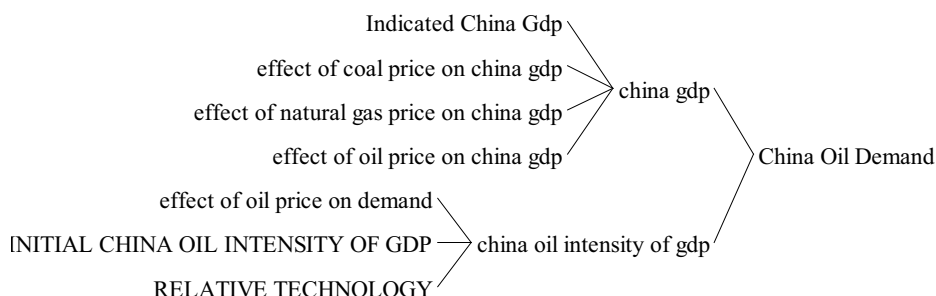 Indicated China Gdp
effect of coal price on china gdp
effect of natural gas price on china gdp
effect of oil price on china gdp
china gdp
effect of oil price on demand
INITIAL CHINA OIL INTENSITY OF GDP
RELATIVE TECHNOLOGY
china oil intensity of gdp
China Oil Demand